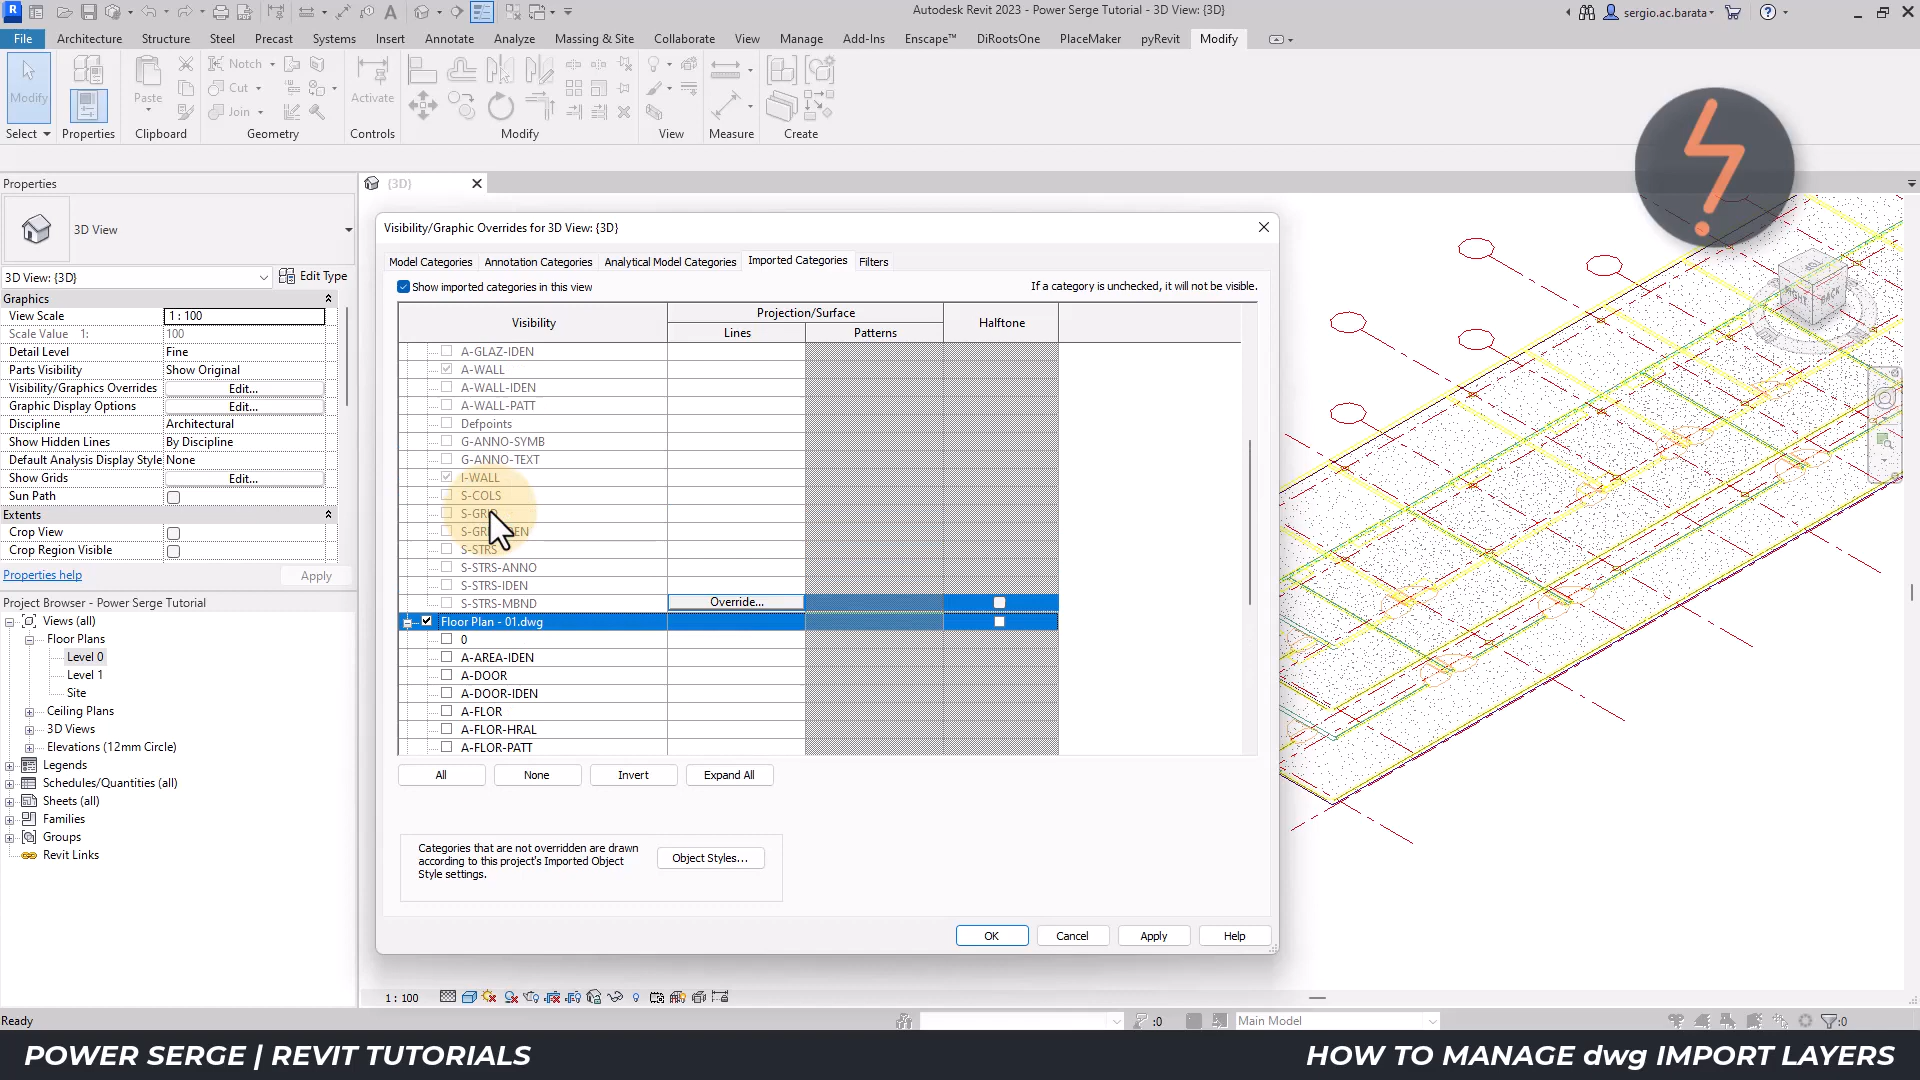 Autodesk Revit 2023 - Power Serge Tutorial - 3D View: {3D}
sergio.ac.barata
File Architecture Structure Steel Precast Systems Insert Annotate Analyze Massing & Site Collaborate View Manage Add-Ins Enscape™ DiRootsOne PlaceMaker pyRevit Modify
Modify
Paste
Notch
Cut
Join
Activate
Select Properties Clipboard Geometry Controls Modify View Measure Create
Properties
{3D}
3D View
3D View: {3D}
Edit Type
Graphics
View Scale 1 : 100
Scale Value 1: 100
Detail Level Fine
Parts Visibility Show Original
Visibility/Graphics Overrides Edit...
Graphic Display Options Edit...
Discipline Architectural
Show Hidden Lines By Discipline
Default Analysis Display Style None
Show Grids Edit...
Sun Path
Extents
Crop View
Crop Region Visible
Properties help
Apply
Project Browser - Power Serge Tutorial
Views (all)
Floor Plans
Level 0
Level 1
Site
Ceiling Plans
3D Views
Elevations (12mm Circle)
Legends
Schedules/Quantities (all)
Sheets (all)
Families
Groups
Revit Links
Visibility/Graphic Overrides for 3D View: {3D}
Model Categories Annotation Categories Analytical Model Categories Imported Categories Filters
Show imported categories in this view
If a category is unchecked, it will not be visible.
Visibility
Projection/Surface
Lines
Patterns
Halftone
A-GLAZ-IDEN
A-WALL
A-WALL-IDEN
A-WALL-PATT
Defpoints
G-ANNO-SYMB
G-ANNO-TEXT
I-WALL
S-COLS
S-STRS
S-STRS-ANNO
S-STRS-IDEN
S-STRS-MBND
Override...
Floor Plan - 01.dwg
0
A-AREA-IDEN
A-DOOR
A-DOOR-IDEN
A-FLOR
A-FLOR-HRAL
A-FLOR-PATT
All
None
Invert
Expand All
Categories that are not overridden are drawn
according to this project's Imported Object
Style settings.
Object Styles...
OK
Cancel
Apply
Help
RIGHT
BACK
1 : 100
Ready
:0
Main Model
:0
POWER SERGE | REVIT TUTORIALS
HOW TO MANAGE dwg IMPORT LAYERS